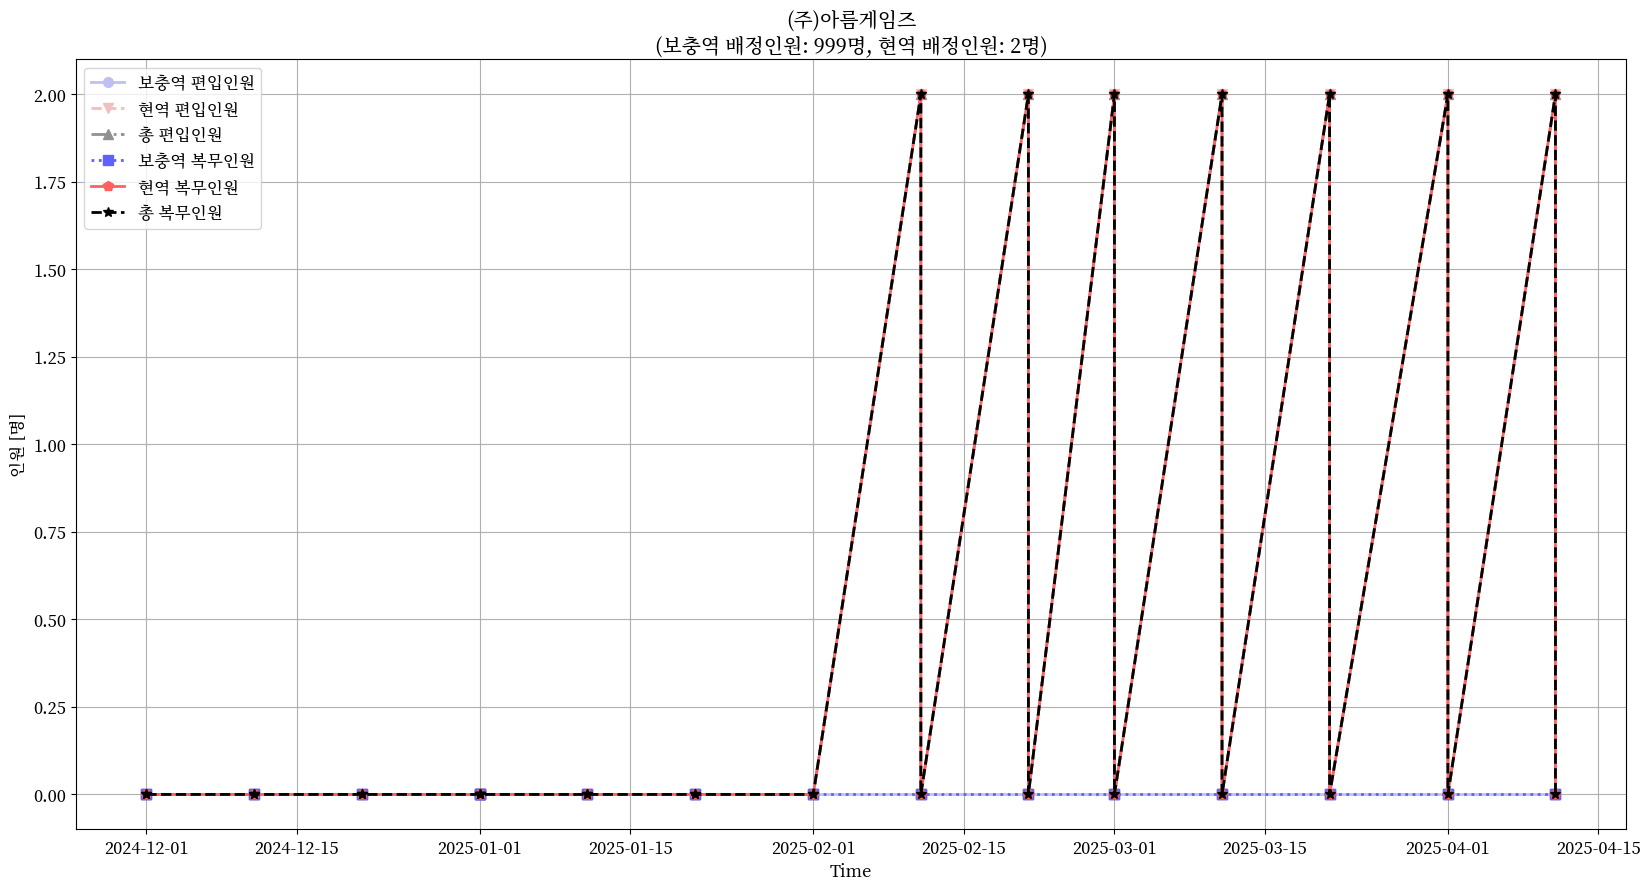 (주)아름게임즈
(보충역 배정인원: 999명, 현역 배정인원: 2명)
보충역 편입인원
현역 편입인원
총 편입인원
보충역 복무인원
현역 복무인원
총 복무인원
인원 [명]
2.00
1.75
1.50
1.25
1.00
0.75
0.50
0.25
0.00
2024-12-01 2024-12-15 2025-01-01 2025-01-15 2025-02-01 2025-02-15 2025-03-01 2025-03-15 2025-04-01 2025-04-15
Time